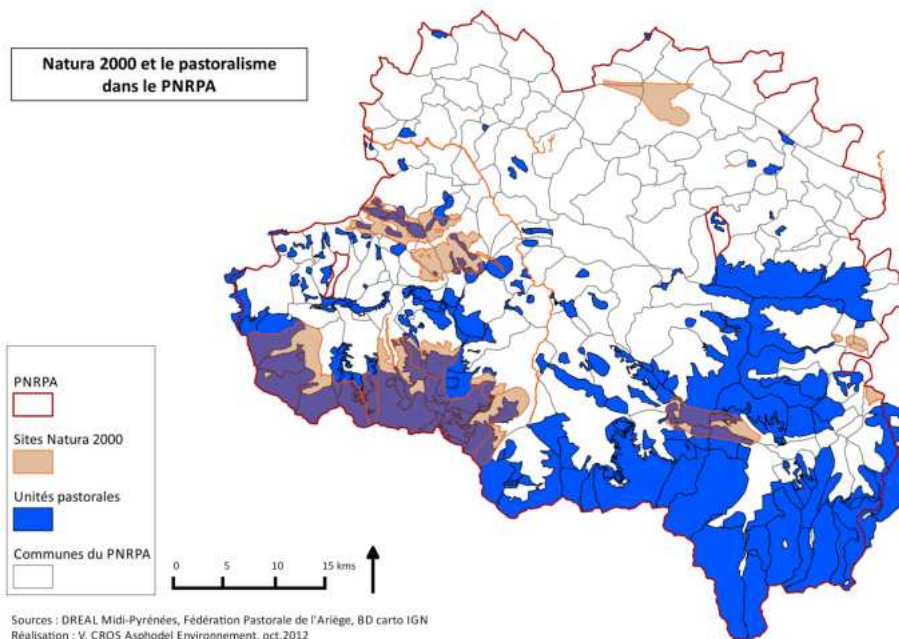 Natura 2000 et le pastoralisme
dans le PNRPA
PNRPA
Sites Natura 2000
Unités pastorales
Communes du PNRPA
0 5 10 15 kms
Sources : DREAL Midi-Pyrénées, Fédération Pastorale de l'Ariège, BD carto IGN
Réalisation : V. CROS Asphodel Environnement, oct.2012